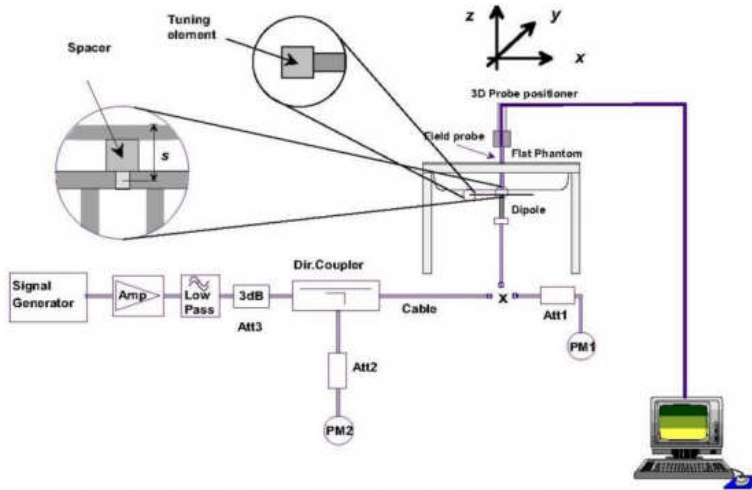 Tuning
element
Spacer
s
z
y
x
3D Probe positioner
Field probe
Flat Phantom
Dipole
Signal
Generator
Amp
Low
Pass
3dB
Att3
Dir.Coupler
Cable
x
Att1
PM1
Att2
PM2